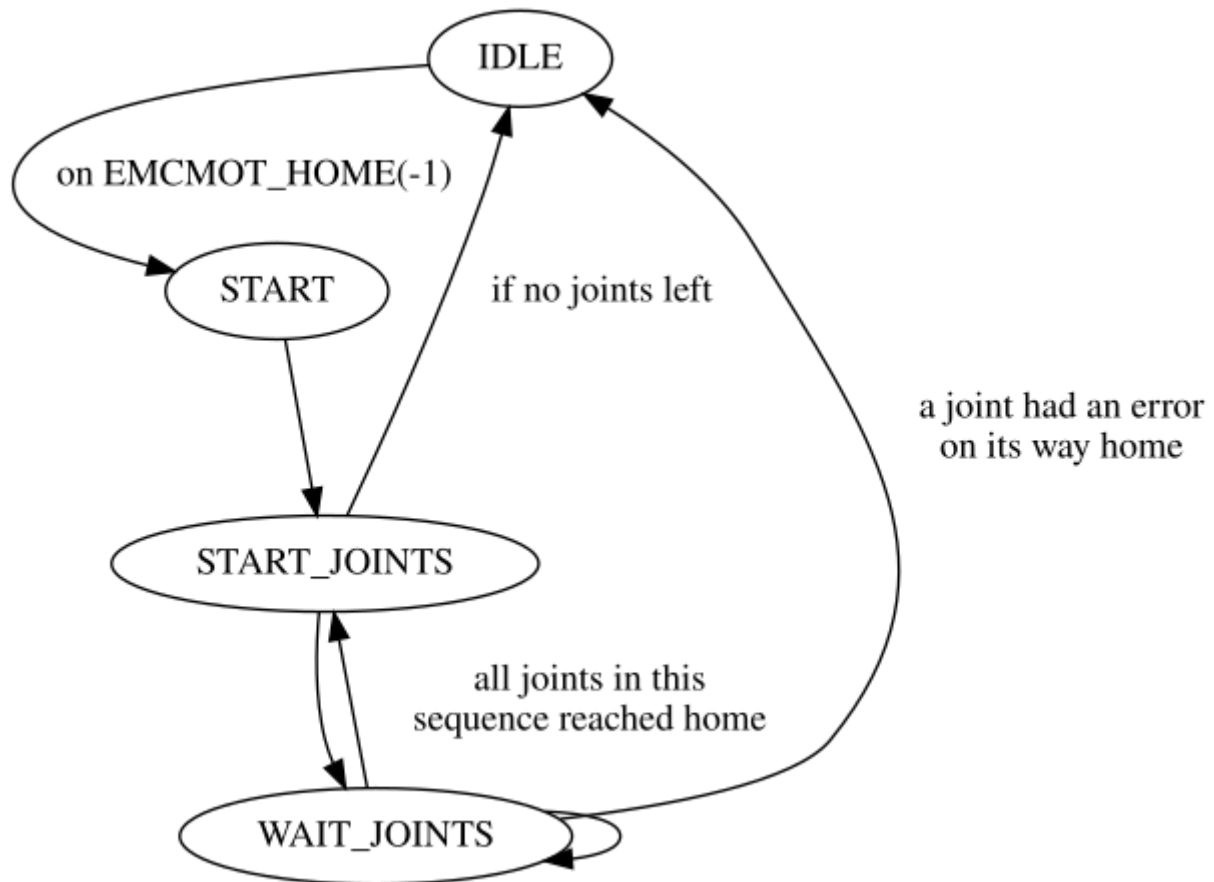 IDLE
on EMCMOT_HOME(-1)
START
if no joints left
a joint had an error
on its way home
START_JOINTS
all joints in this
sequence reached home
WAIT_JOINTS